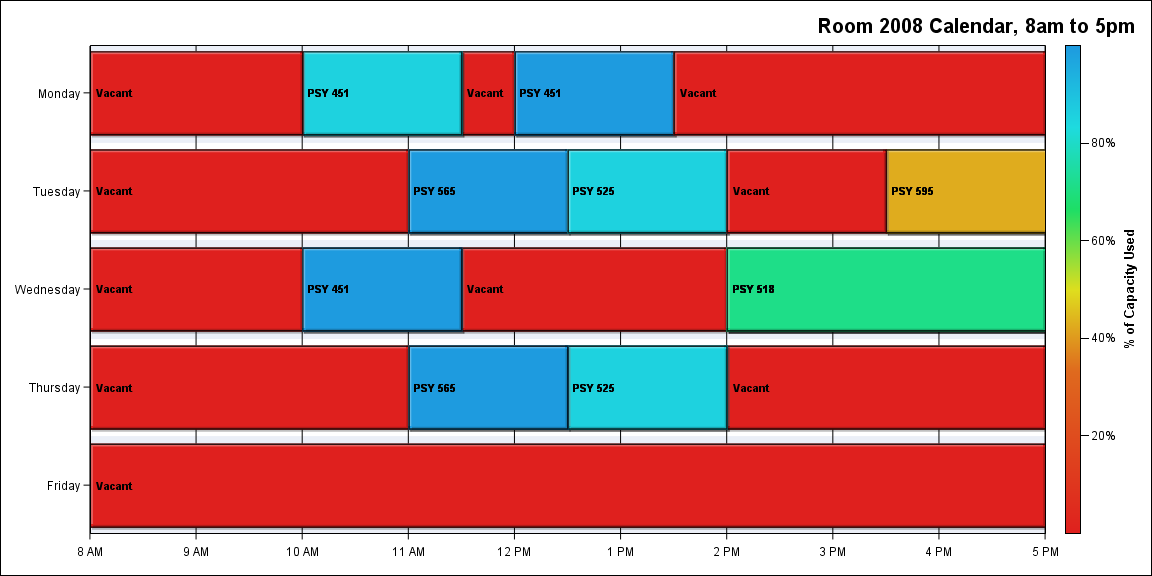 Room 2008 Calendar, 8am to 5pm
Monday Vacant PSY 451 Vacant PSY 451 Vacant
80%
Tuesday Vacant PSY 565 PSY 525 Vacant PSY 595
60%
% of Capacity Used
Wednesday Vacant PSY 451 Vacant PSY 518
40%
Thursday Vacant PSY 565 PSY 525 Vacant
20%
Friday Vacant
8 AM 9 AM 10 AM 11 AM 12 PM 1 PM 2 PM 3 PM 4 PM 5 PM